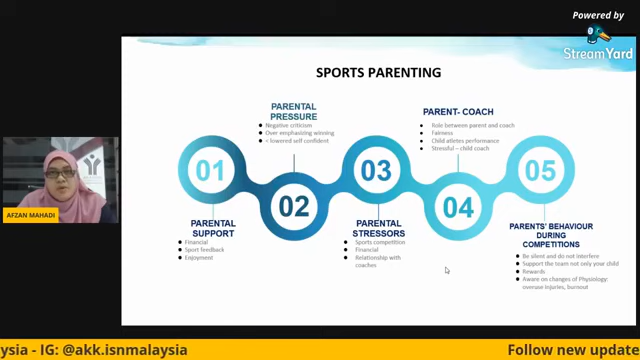 Powered by
StreamYard
SPORTS PARENTING
01
PARENTAL
SUPPORT
Financial
Sport feedback
Enjoyment
PARENTAL
PRESSURE
Negative criticism
Over emphasizing winning
= lowered self confident
02
03
PARENTAL
STRESSORS
Sports competition
Financial
Relationship with
coaches
PARENT- COACH
Role between parent and coach
Fairness
Child atletes performance
Stressful – child coach
04
05
PARENTS' BEHAVIOUR
DURING
COMPETITIONS
Be silent and do not interfere
Support the team not only your child
Rewards
Aware on changes of Physiology:
overuse injuries, burnout
AFZAN MAHADI
ysia - IG: @akk.isnmalaysia
Follow new update